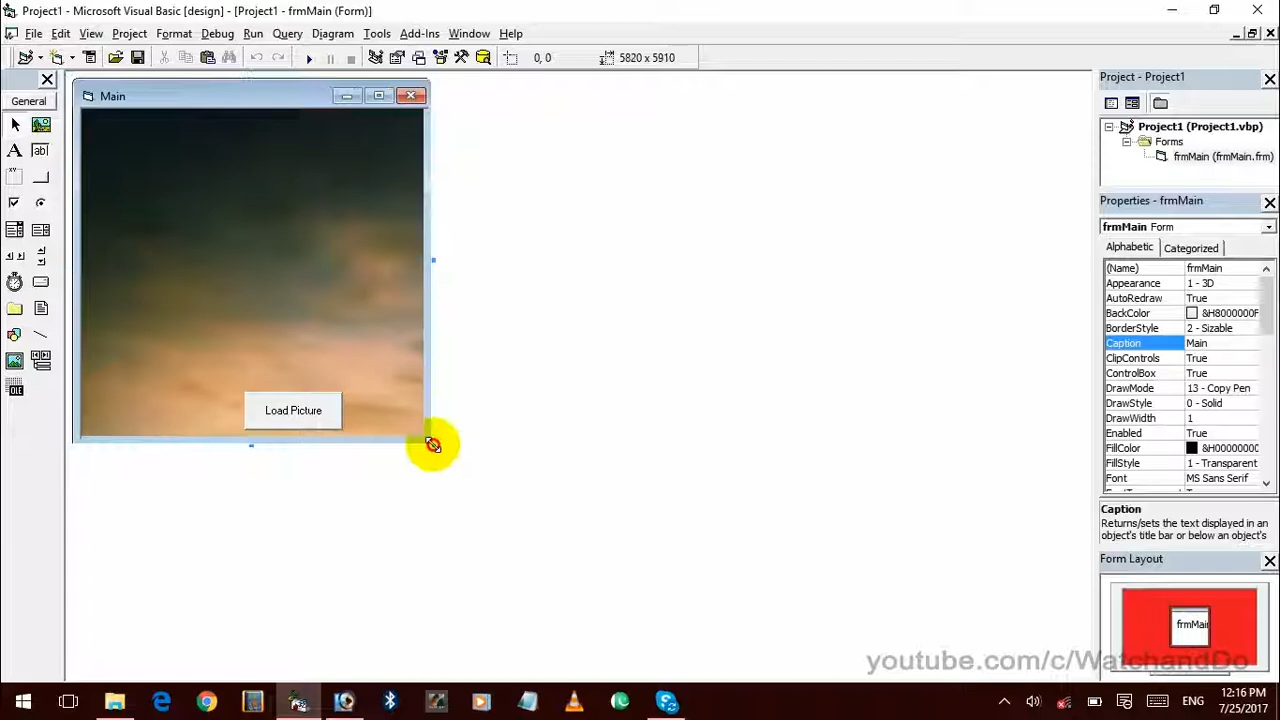 Project1 - Microsoft Visual Basic [design] - [Project1 - frmMain (Form)]
File Edit View Project Format Debug Run Query Diagram Tools Add-Ins Window Help
0, 0 5820 x 5910
General
Main
Load Picture
Project - Project1
Project1 (Project1.vbp)
Forms
frmMain (frmMain.frm)
Properties - frmMain
frmMain Form
Alphabetic Categorized
(Name) frmMain
Appearance 1 - 3D
AutoRedraw True
BackColor &H8000000F
BorderStyle 2 - Sizable
Caption Main
ClipControls True
ControlBox True
DrawMode 13 - Copy Pen
DrawStyle 0 - Solid
DrawWidth 1
Enabled True
FillColor &H00000000
FillStyle 1 - Transparent
Font MS Sans Serif
Caption
Returns/sets the text displayed in an
object's title bar or below an object's
Form Layout
frmMain
youtube.com/c/WatchandDo
ENG
12:16 PM
7/25/2017